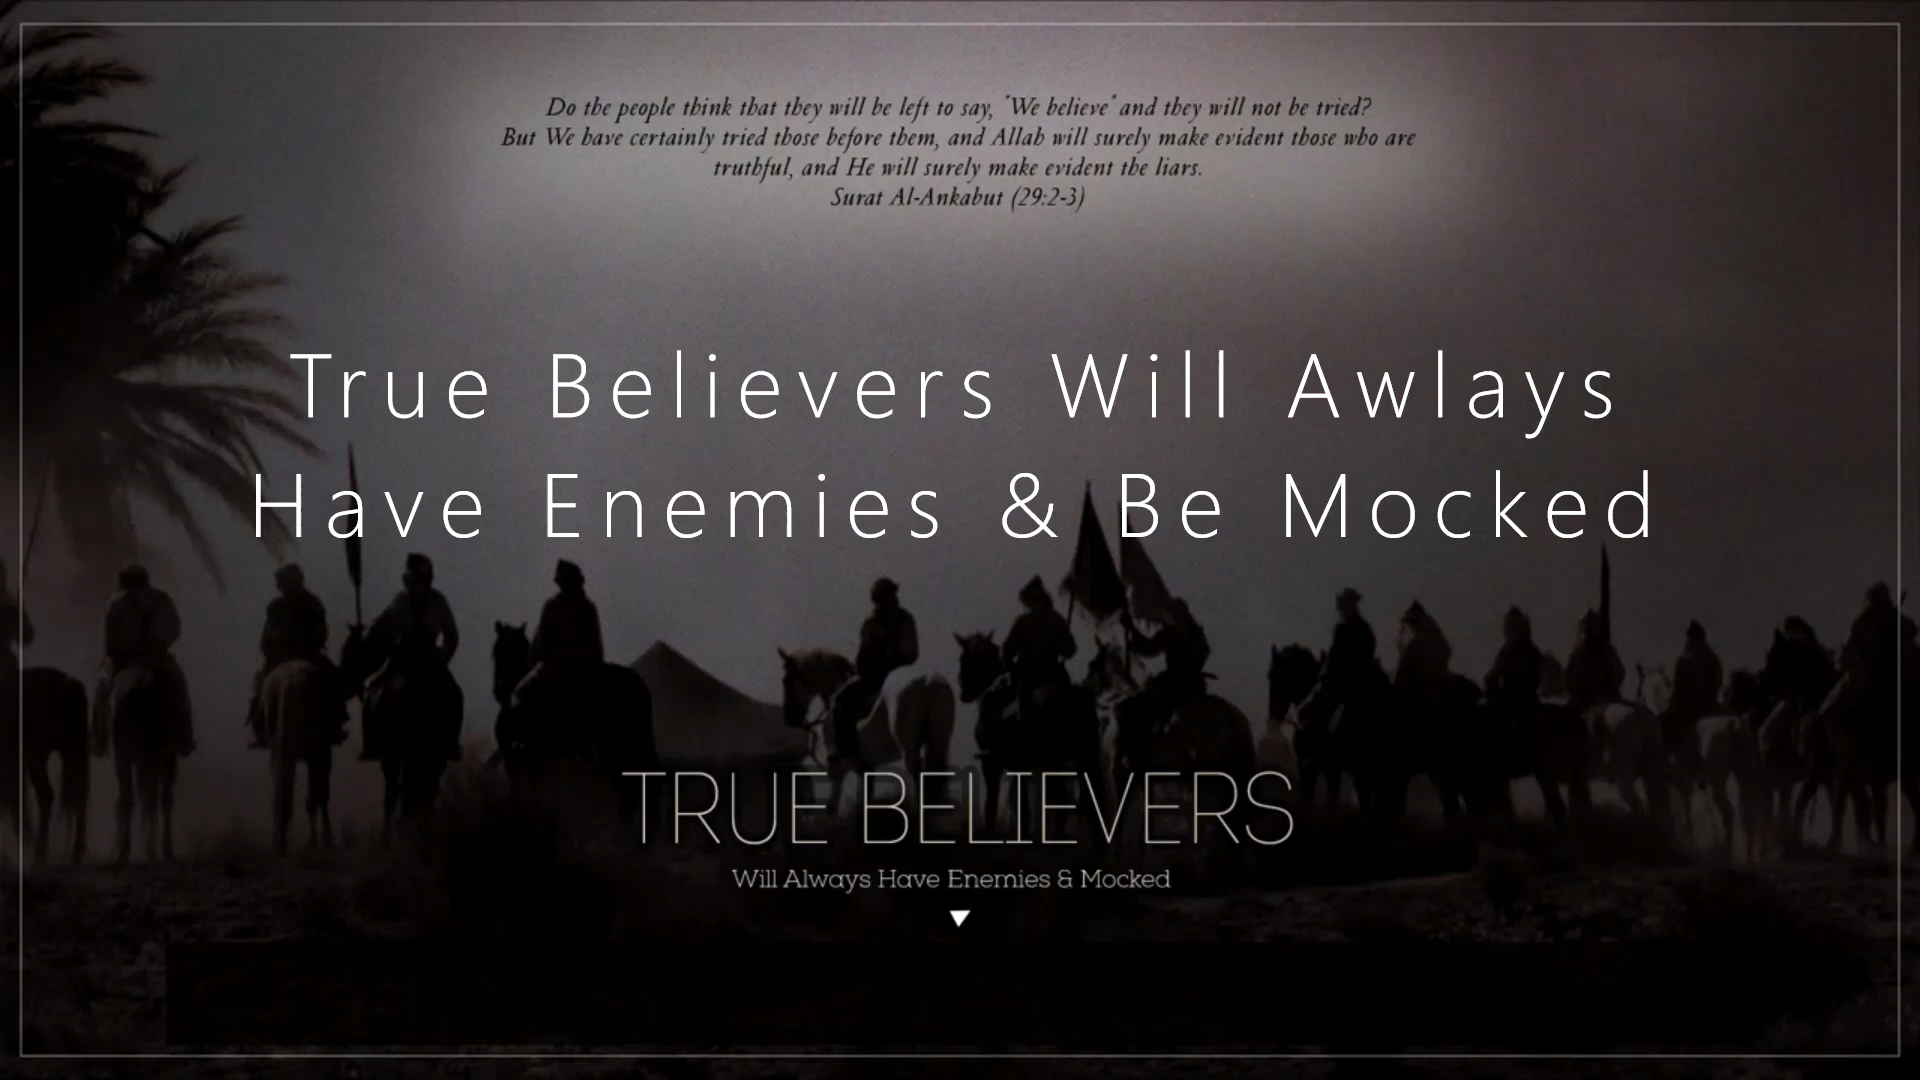 Do the people think that they will be left to say, "We believe" and they will not be tried?
But We have certainly tried those before them, and Allah will surely make evident those who are
truthful, and He will surely make evident the liars.
Surat Al-Ankabut (29:2-3)
True Believers Will Awlays
Have Enemies & Be Mocked
TRUE BELIEVERS
Will Always Have Enemies & Mocked